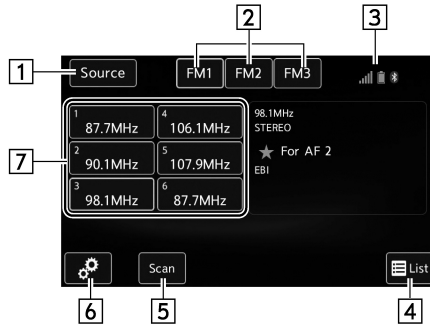 2
3
1
Source
FM1 FM2 FM3
1 87.7MHz
4 106.1MHz
98.1MHz
STEREO
7
2 90.1MHz
5 107.9MHz
★ For AF 2
EBI
3 98.1MHz
6 87.7MHz
Scan
List
6
5
4